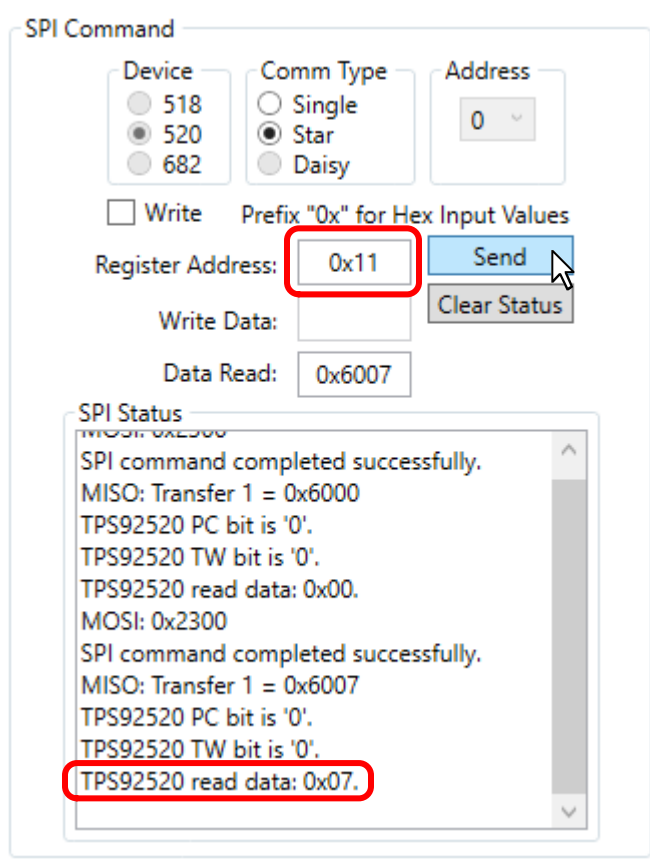 SPI Command
Device
Comm Type
Address
518
Single
0
520
Star
682
Daisy
Write
Prefix "0x" for Hex Input Values
Register Address:
0x11
Send
Write Data:
Clear Status
Data Read:
0x6007
SPI Status
MOSI: 0x2300
SPI command completed successfully.
MISO: Transfer 1 = 0x6000
TPS92520 PC bit is '0'.
TPS92520 TW bit is '0'.
TPS92520 read data: 0x00.
MOSI: 0x2300
SPI command completed successfully.
MISO: Transfer 1 = 0x6007
TPS92520 PC bit is '0'.
TPS92520 TW bit is '0'.
TPS92520 read data: 0x07.